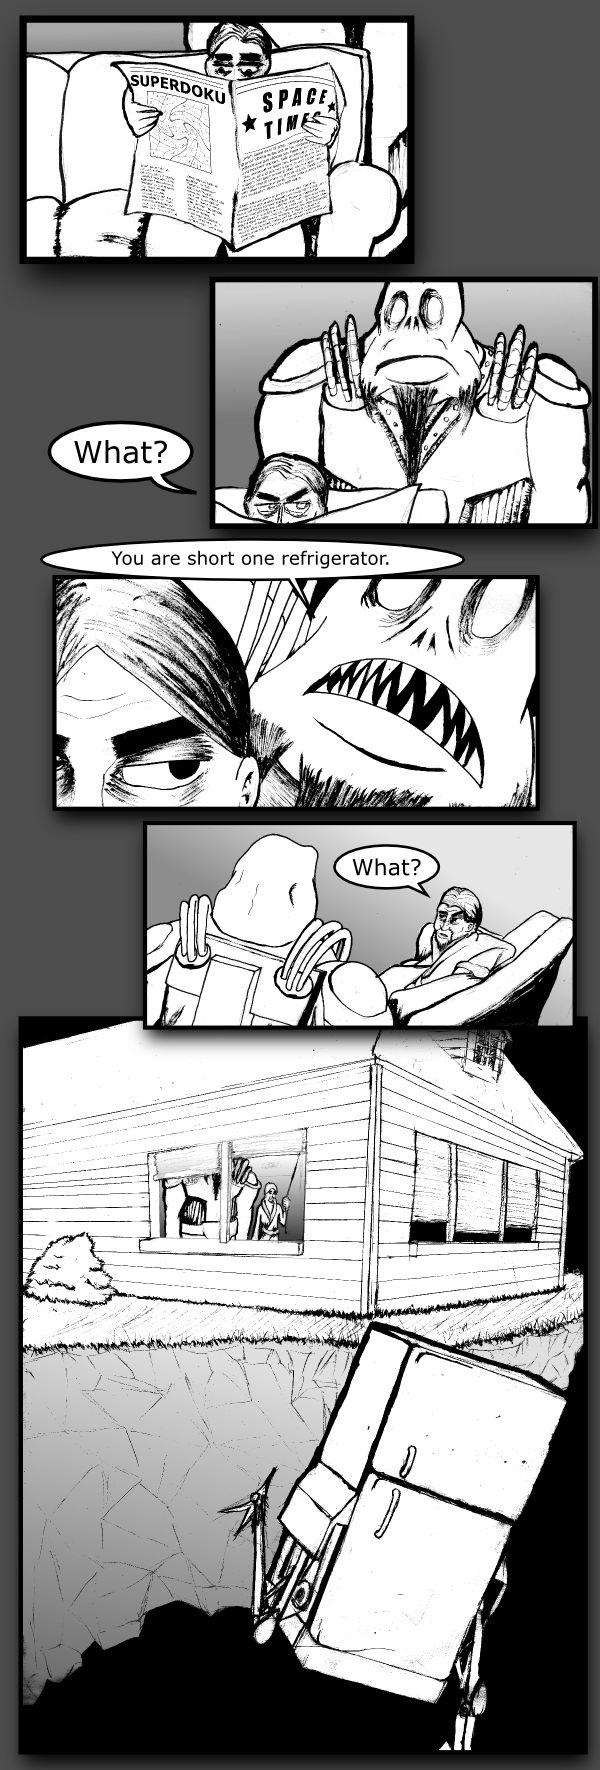 SUPERDOKU
SPACE
TIMES
What?
You are short one refrigerator.
What?